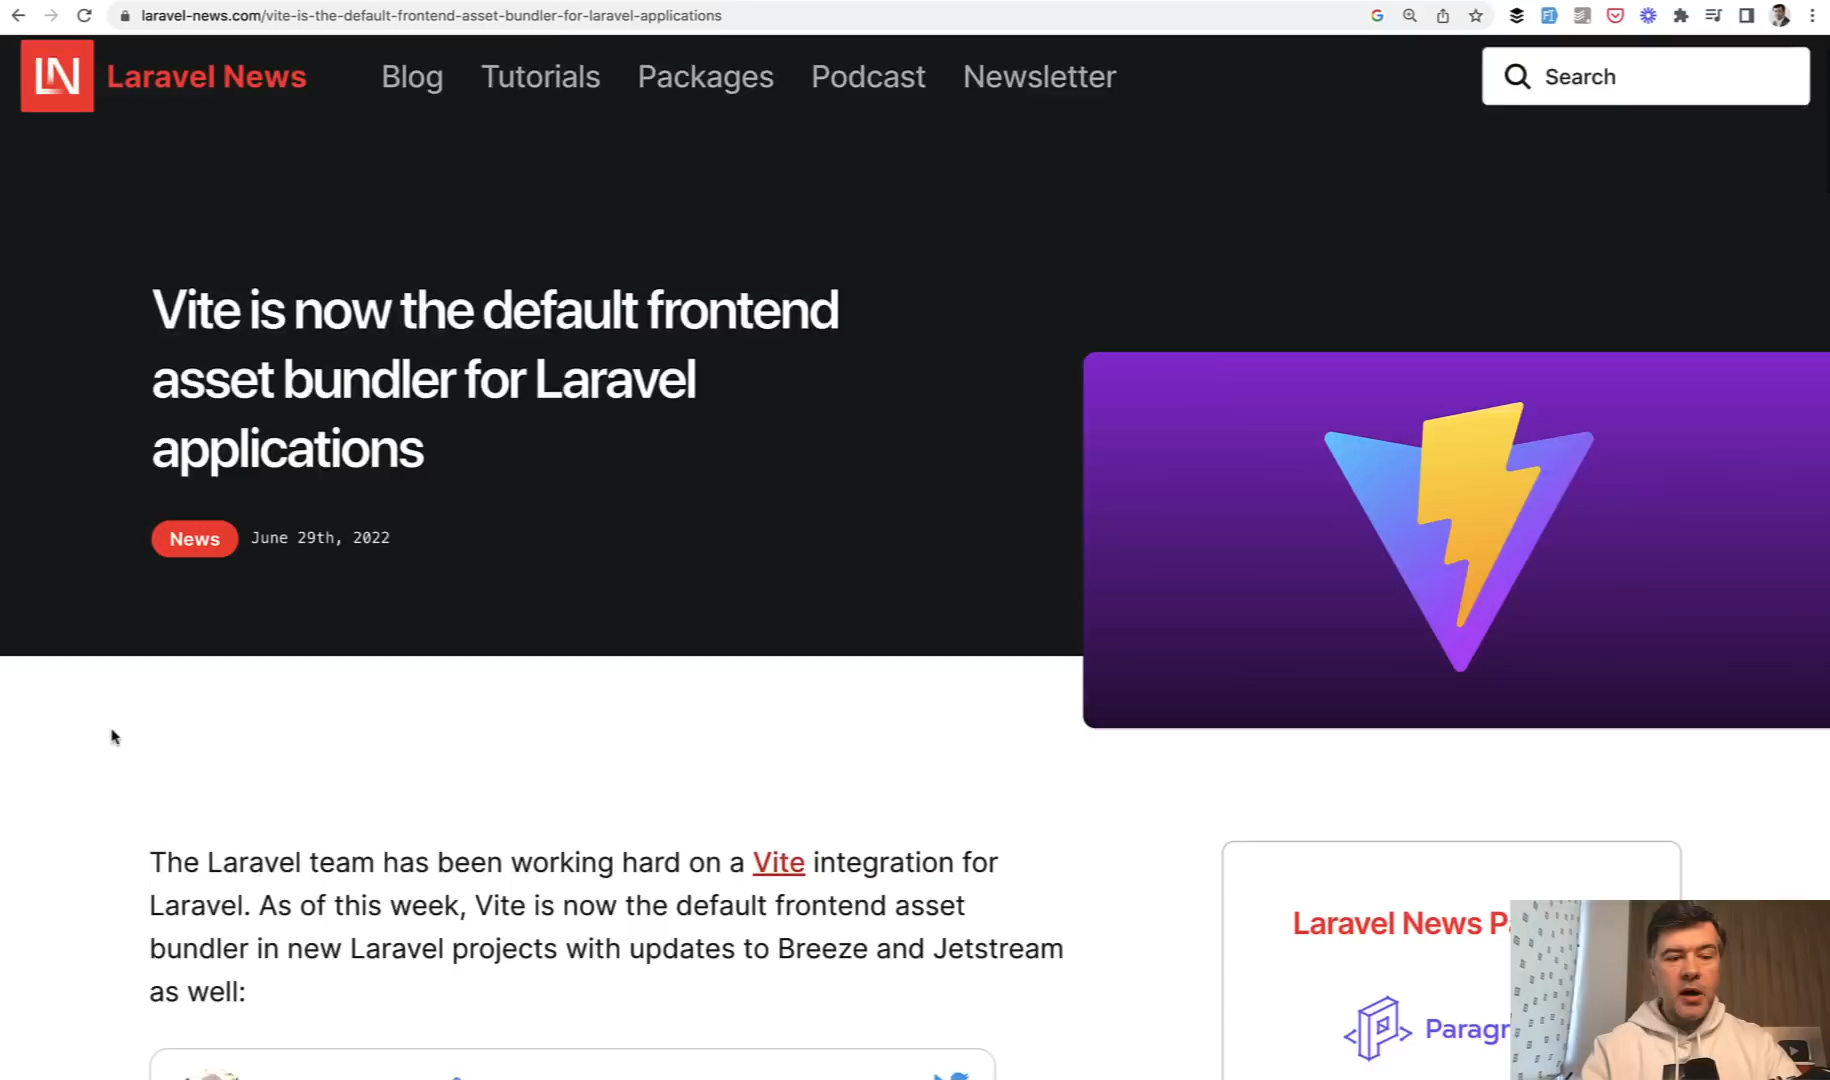 laravel-news.com/vite-is-the-default-frontend-asset-bundler-for-laravel-applications
LN Laravel News Blog Tutorials Packages Podcast Newsletter Search
Vite is now the default frontend
asset bundler for Laravel
applications
News June 29th, 2022
The Laravel team has been working hard on a Vite integration for
Laravel. As of this week, Vite is now the default frontend asset
bundler in new Laravel projects with updates to Breeze and Jetstream
as well:
Laravel News P
Paragr